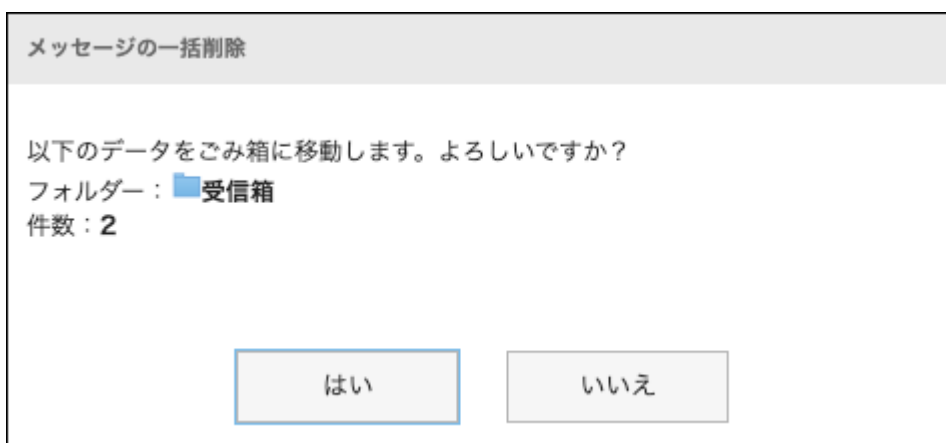 メッセージの一括削除
以下のデータをごみ箱に移動します。よろしいですか？
フォルダー：受信箱
件数：2
はい
いいえ